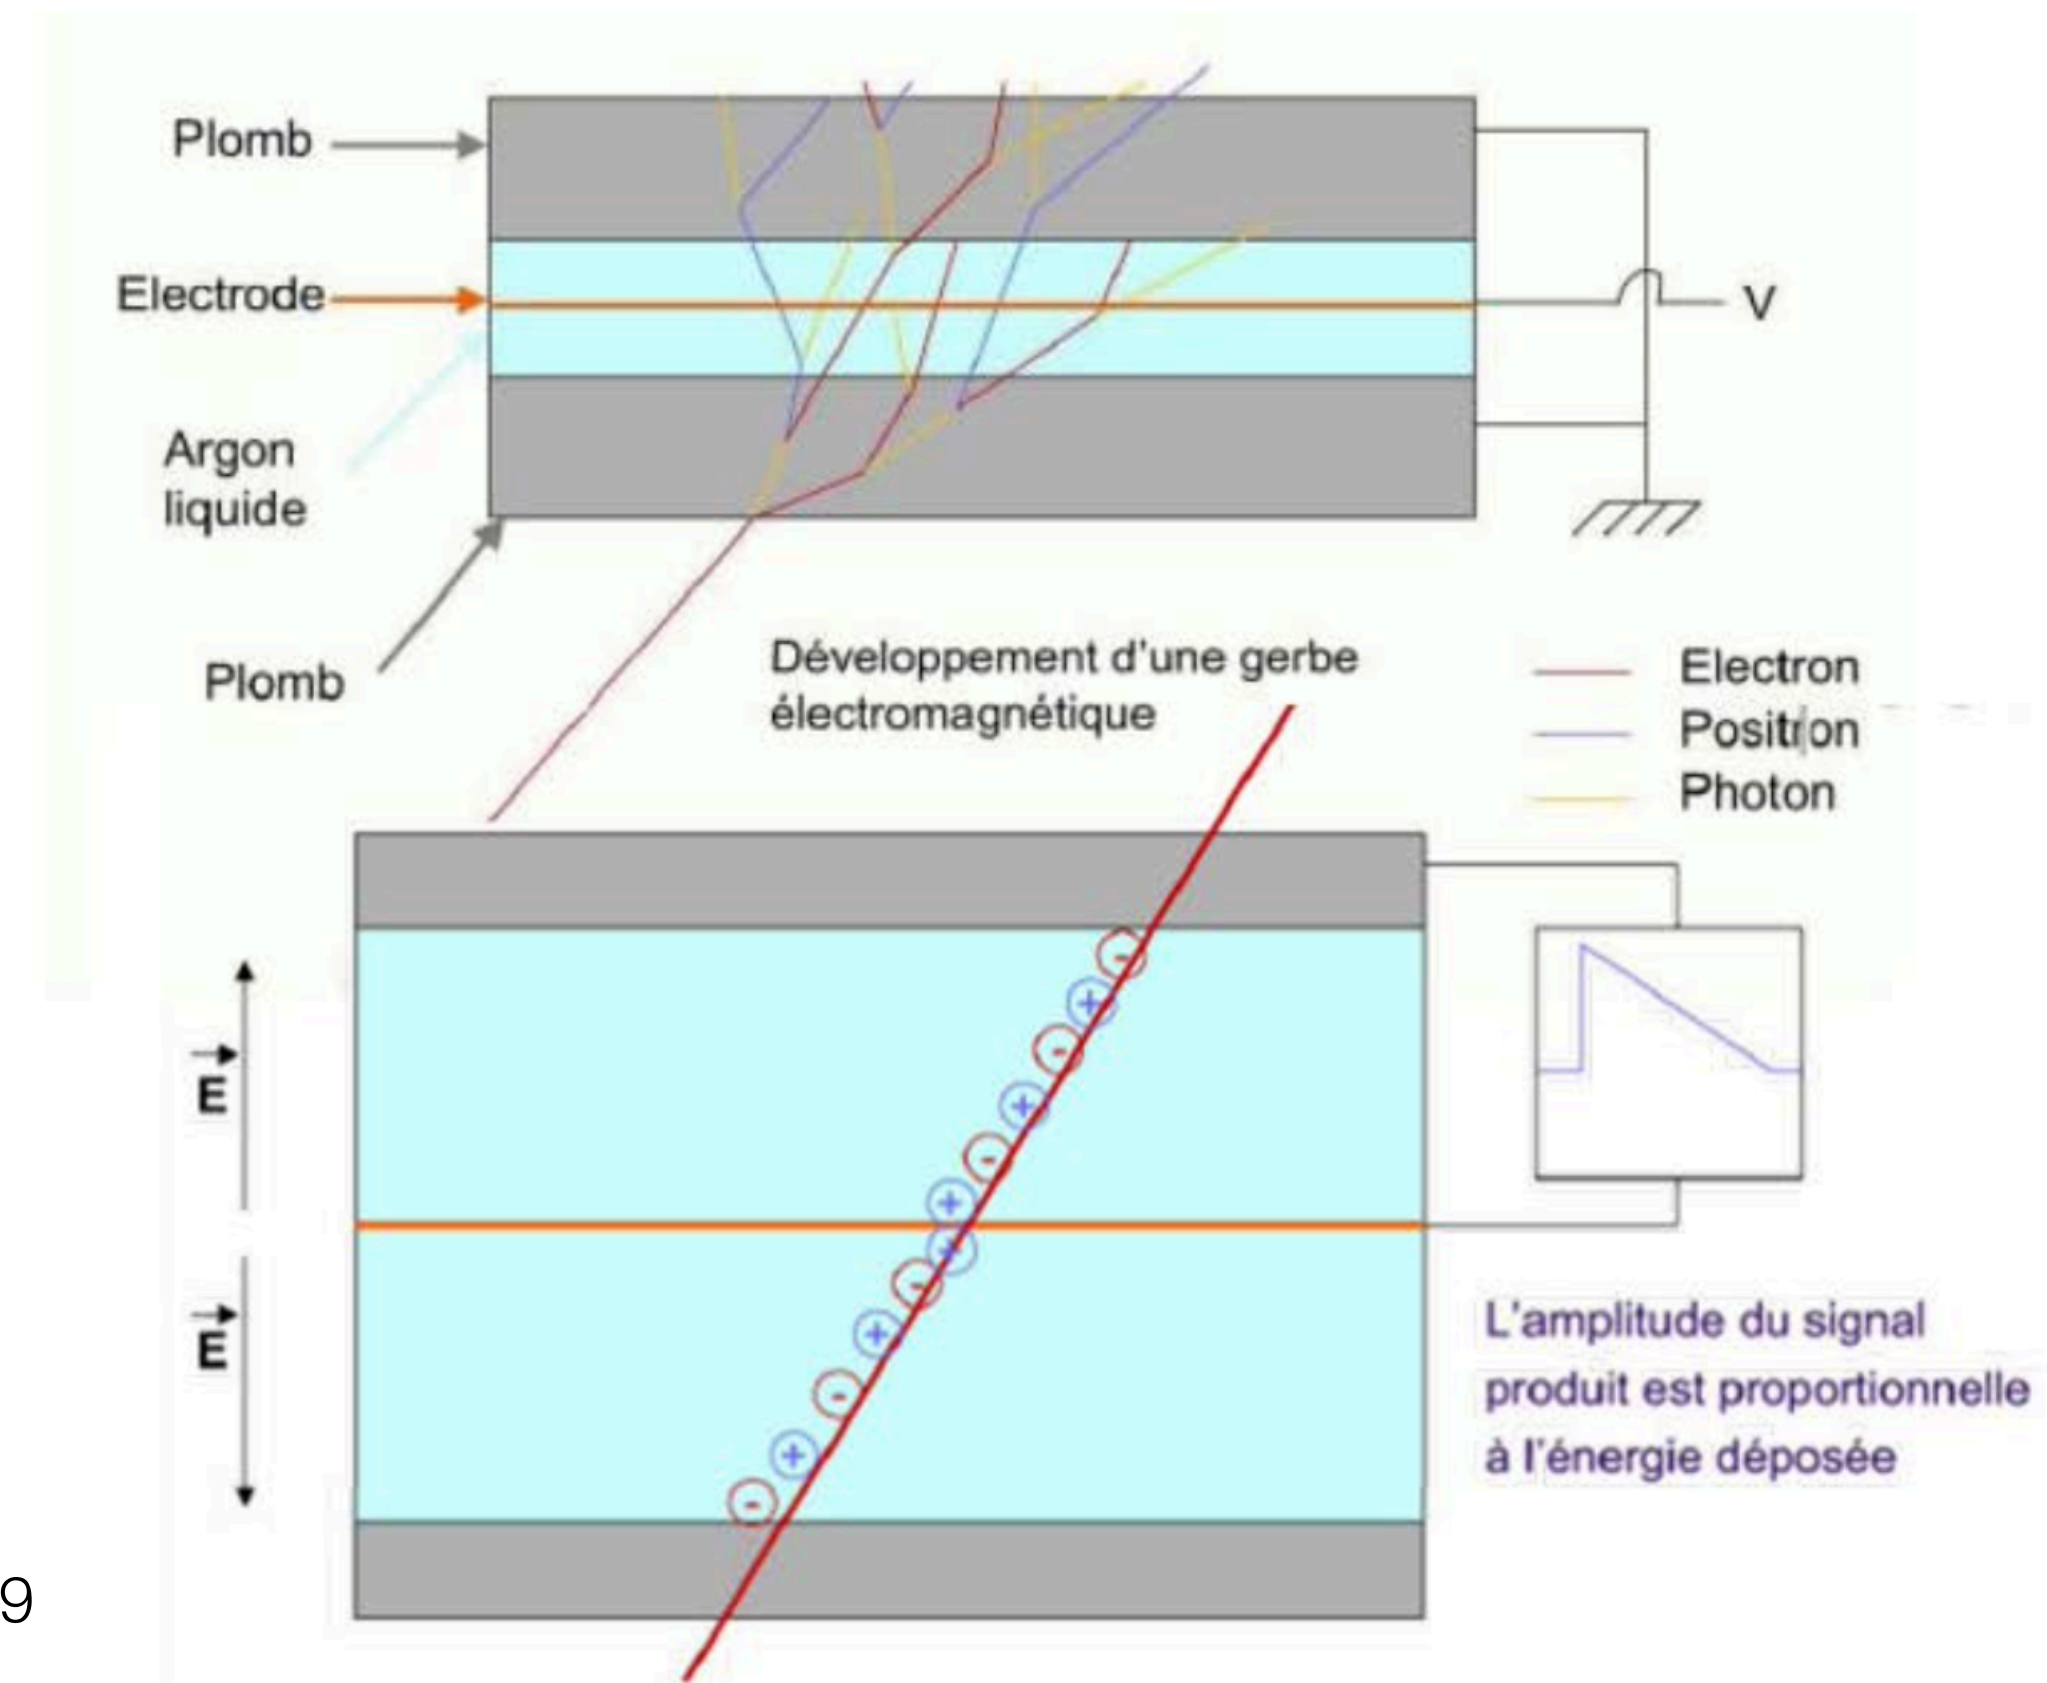 Plomb
Electrode
V
Argon
liquide
Plomb
Développement d'une gerbe
électromagnétique
Electron
Positron
Photon
E
E
L'amplitude du signal
produit est proportionnelle
à l'énergie déposée
9